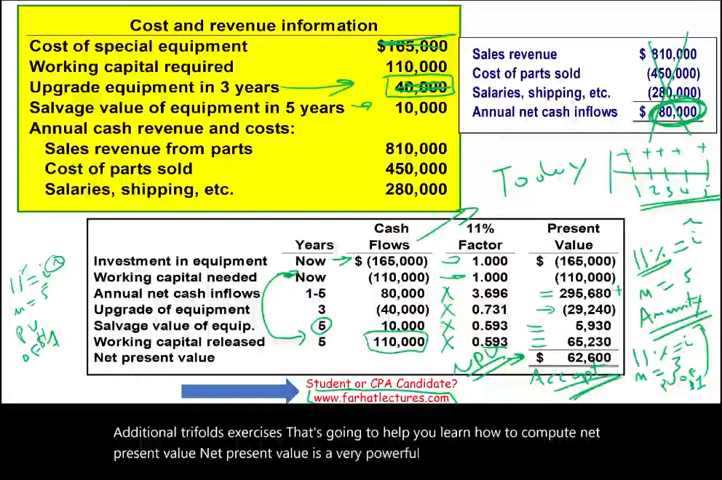 Cost and revenue information
Cost of special equipment $165,000
Working capital required 110,000
Upgrade equipment in 3 years 40,000
Salvage value of equipment in 5 years 10,000
Annual cash revenue and costs:
Sales revenue from parts 810,000
Cost of parts sold 450,000
Salaries, shipping, etc. 280,000
Sales revenue $ 810,000
Cost of parts sold (450,000)
Salaries, shipping, etc. (280,000)
Annual net cash inflows $ 80,000
Today
+ + + + +
1 2 3 4 5
Cash 11% Present
Years Flows Factor Value
Investment in equipment Now $ (165,000) 1.000 $ (165,000)
Working capital needed Now (110,000) 1.000 (110,000)
Annual net cash inflows 1-5 80,000 X 3.696 = 295,680 +
Upgrade of equipment 3 (40,000) X 0.731 (29,240)
Salvage value of equip. 5 10,000 X 0.593 = 5,930
Working capital released 5 110,000 X 0.593 = 65,230
Net present value $ 62,600
NPV
Accept
11% = i
n = 5
Annuity
11% = i
n = 3
11% = i
n = 5
PV
of $1
Student or CPA Candidate?
www.farhatlectures.com
Additional trifolds exercises That's going to help you learn how to compute net
present value Net present value is a very powerful